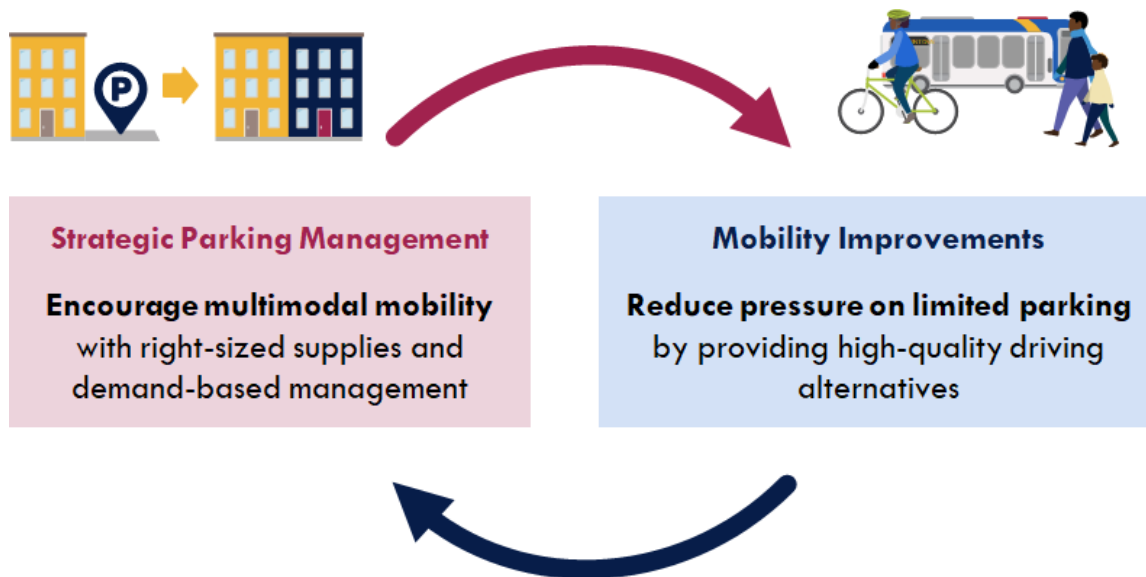 P
Strategic Parking Management
Encourage multimodal mobility
with right-sized supplies and
demand-based management
Mobility Improvements
Reduce pressure on limited parking
by providing high-quality driving
alternatives